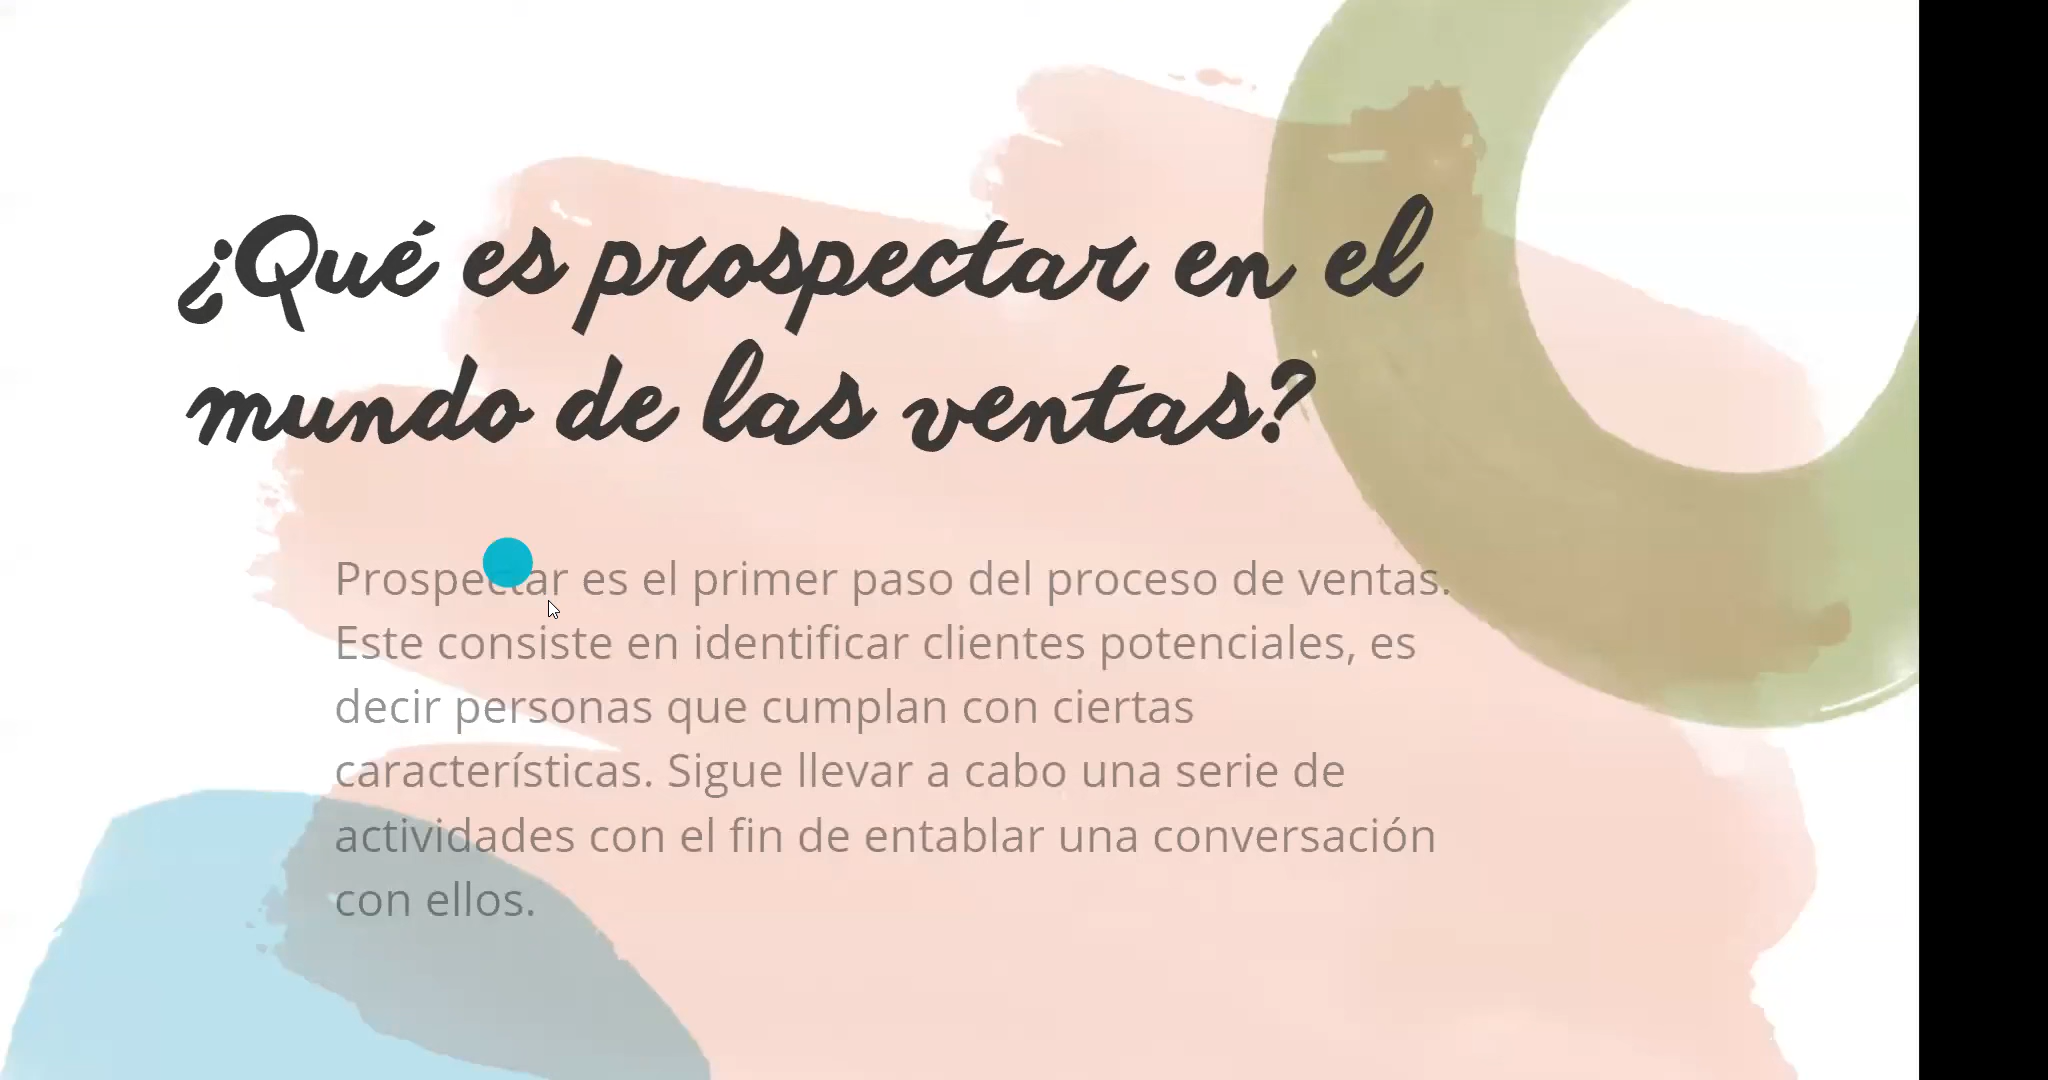 ¿Qué es prospectar en el
mundo de las ventas?
Prospectar es el primer paso del proceso de ventas.
Este consiste en identificar clientes potenciales, es
decir personas que cumplan con ciertas
características. Sigue llevar a cabo una serie de
actividades con el fin de entablar una conversación
con ellos.